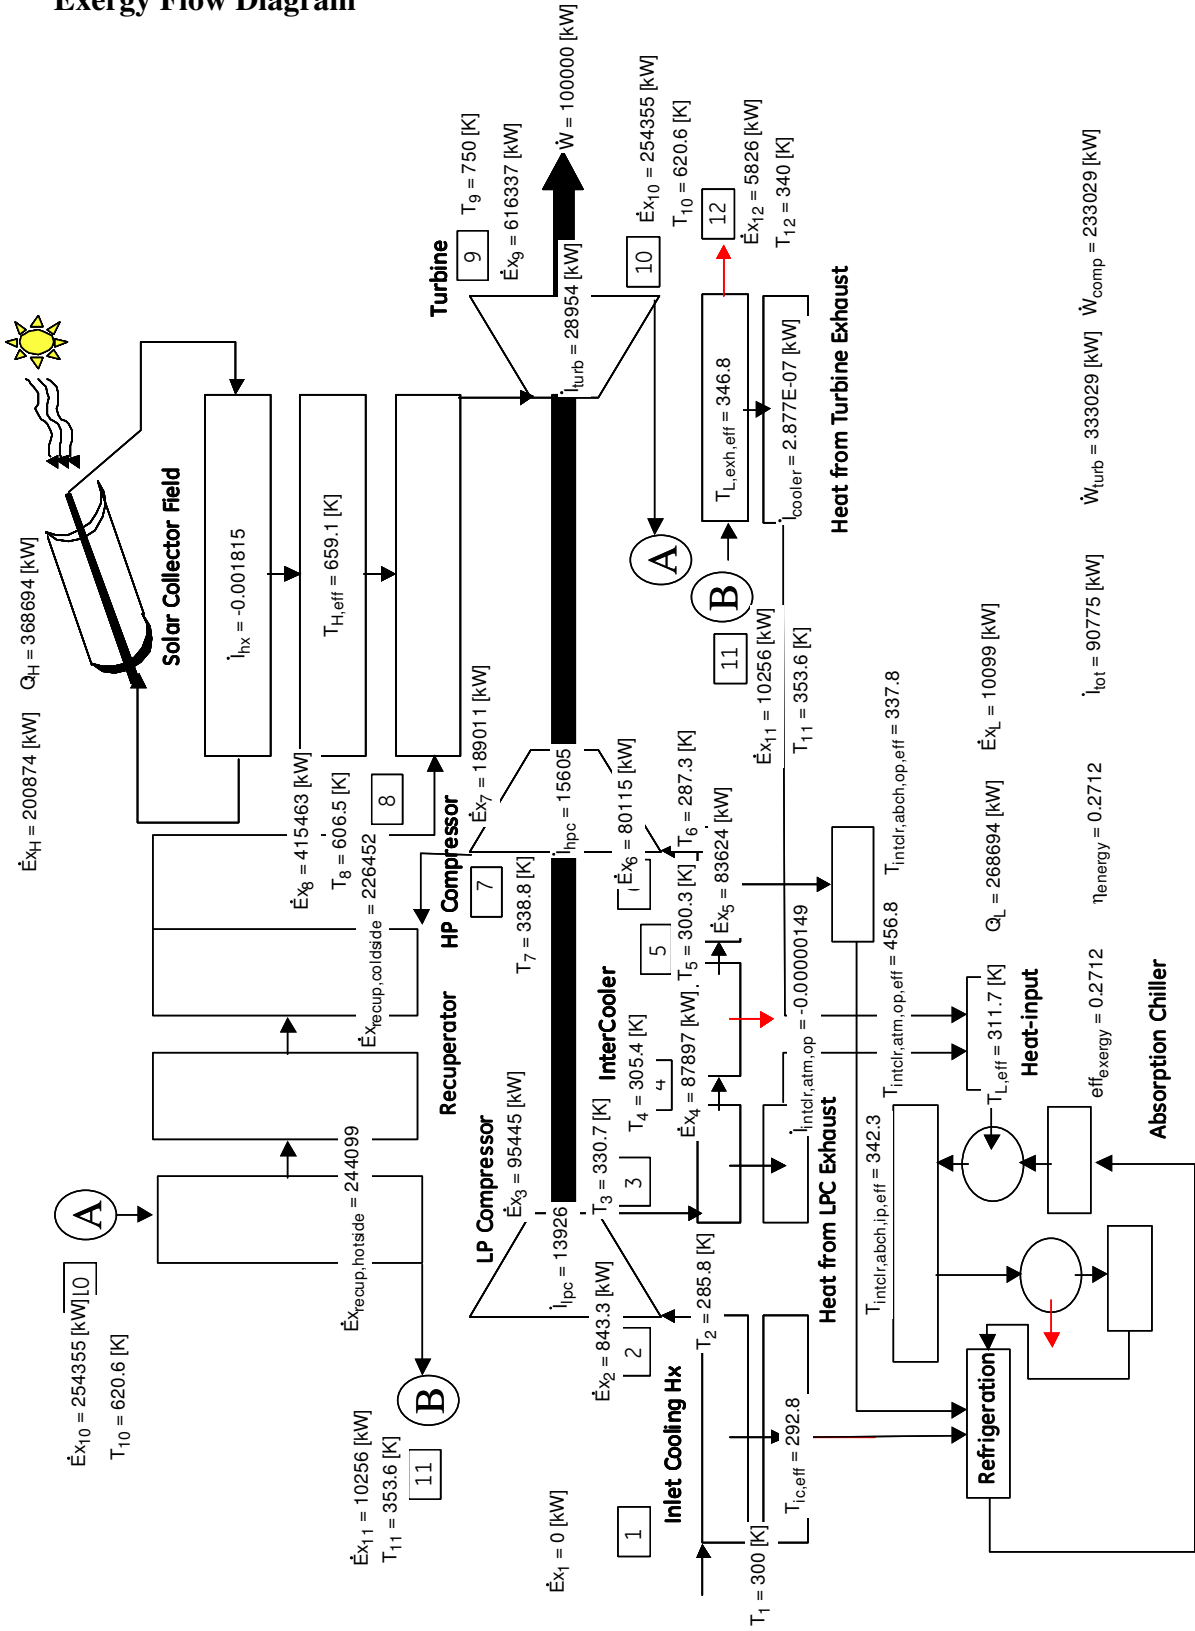 Exergy Flow Diagram
Ėx_H = 200874 [kW]
Q̇_H = 368694 [kW]
Solar Collector Field
İ_hx = -0.001815
T_H,eff = 659.1 [K]
Ėx_10 = 254355 [kW]
10
T_10 = 620.6 [K]
A
Ėx_recup,hotside = 244099
Recuperator
Ėx_recup,coldside = 226452
Ėx_8 = 415463 [kW]
T_8 = 606.5 [K]
8
Ėx_11 = 10256 [kW]
T_11 = 353.6 [K]
11
B
LP Compressor
Ėx_3 = 95445 [kW]
HP Compressor
7
Ėx_7 = 189011 [kW]
T_7 = 338.8 [K]
Turbine
9
T_9 = 750 [K]
Ėx_9 = 616337 [kW]
Ėx_1 = 0 [kW]
İ_lpc = 13926
İ_hpc = 15605
İ_turb = 28954 [kW]
Ẇ = 100000 [kW]
Ėx_2 = 843.3 [kW]
2
T_3 = 330.7 [K]
3
Ėx_6 = 80115 [kW]
10
Ėx_10 = 254355 [kW]
T_10 = 620.6 [K]
A
1
Inlet Cooling Hx
T_1 = 300 [K]
T_2 = 285.8 [K]
InterCooler
T_4 = 305.4 [K]
4
Ėx_4 = 87897 [kW]
5
T_5 = 300.3 [K]
Ėx_5 = 83624 [kW]
T_6 = 287.3 [K]
B
11
Ėx_11 = 10256 [kW]
T_11 = 353.6 [K]
T_L,exh,eff = 346.8
12
Ėx_12 = 5826 [kW]
T_12 = 340 [K]
İ_cooler = 2.877E-07 [kW]
Heat from Turbine Exhaust
T_ic,eff = 292.8
Heat from LPC Exhaust
İ_intclr,atm,op = -0.00000149
T_intclr,abch,ip,eff = 342.3
T_intclr,atm,op,eff = 456.8
T_intclr,abch,op,eff = 337.8
Refrigeration
T_L,eff = 311.7 [K]
Heat-input
Q̇_L = 268694 [kW]
Ėx_L = 10099 [kW]
eff_exergy = 0.2712
η_energy = 0.2712
İ_tot = 90775 [kW]
Ẇ_turb = 333029 [kW]
Ẇ_comp = 233029 [kW]
Absorption Chiller